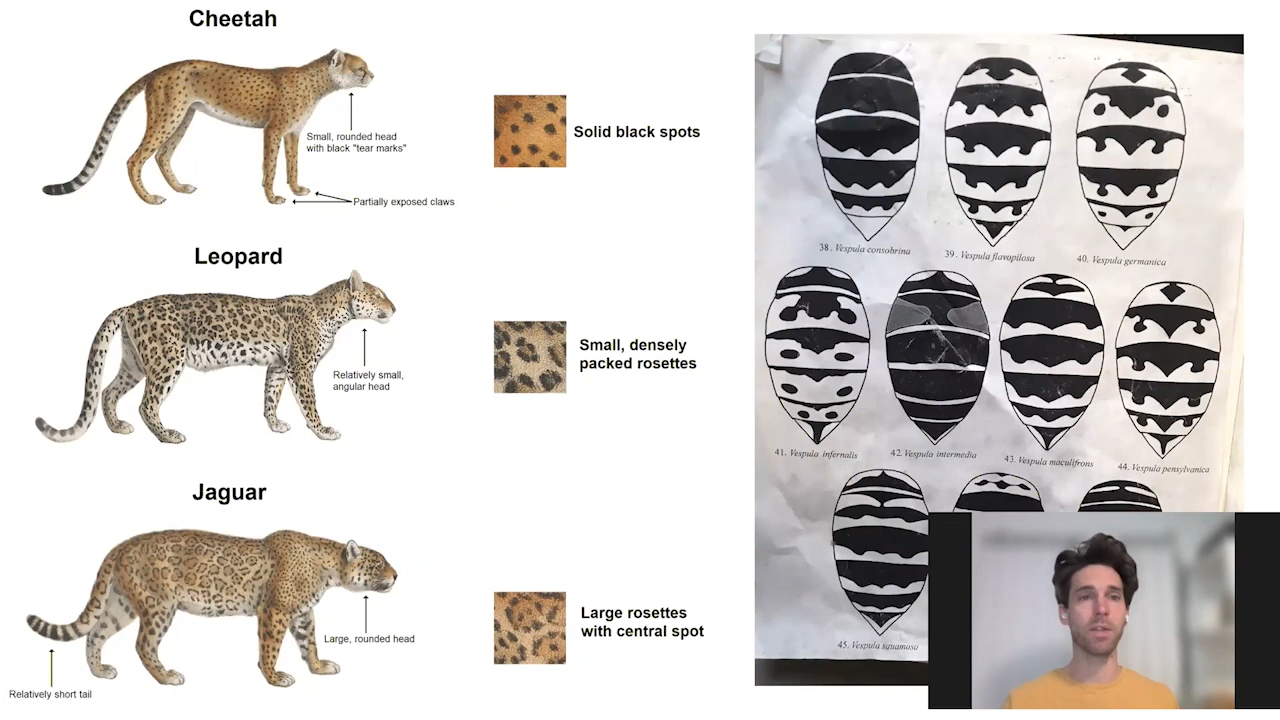 Cheetah
Small, rounded head
with black "tear marks"
Partially exposed claws
Solid black spots
Leopard
Relatively small,
angular head
Small, densely
packed rosettes
Jaguar
Large, rounded head
Relatively short tail
Large rosettes
with central spot
38. Vespula consobrina
39. Vespula flavopilosa
40. Vespula germanica
41. Vespula infernalis
42. Vespula intermedia
43. Vespula maculifrons
44. Vespula pensylvanica
45. Vespula squamosa